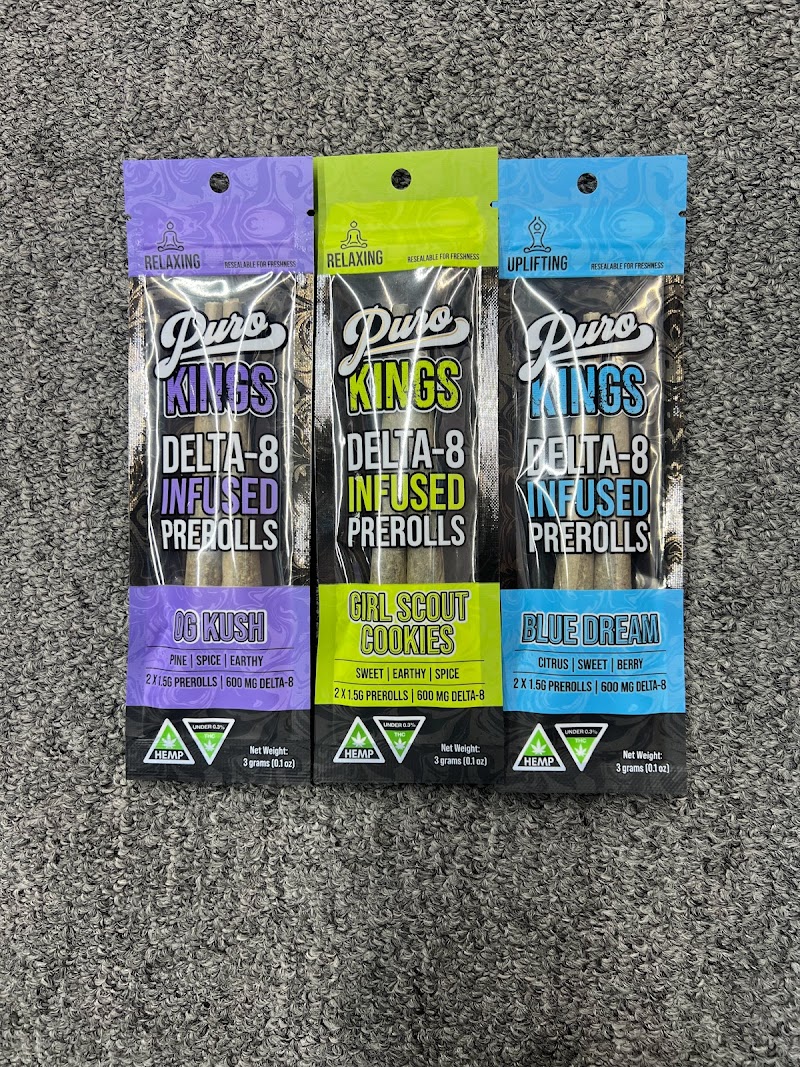 RELAXING
RESEALABLE FOR FRESHNESS
Puro
KINGS
DELTA-8
INFUSED
PREROLLS
OG KUSH
PINE | SPICE | EARTHY
2 X 1.5G PREROLLS | 600 MG DELTA-8
HEMP
UNDER 0.3%
THC
Net Weight:
3 grams (0.1 oz)
RELAXING
RESEALABLE FOR FRESHNESS
Puro
KINGS
DELTA-8
INFUSED
PREROLLS
GIRL SCOUT
COOKIES
SWEET | EARTHY | SPICE
2 X 1.5G PREROLLS | 600 MG DELTA-8
HEMP
UNDER 0.3%
THC
Net Weight:
3 grams (0.1 oz)
UPLIFTING
RESEALABLE FOR FRESHNESS
Puro
KINGS
DELTA-8
INFUSED
PREROLLS
BLUE DREAM
CITRUS | SWEET | BERRY
2 X 1.5G PREROLLS | 600 MG DELTA-8
HEMP
UNDER 0.3%
THC
Net Weight:
3 grams (0.1 oz)